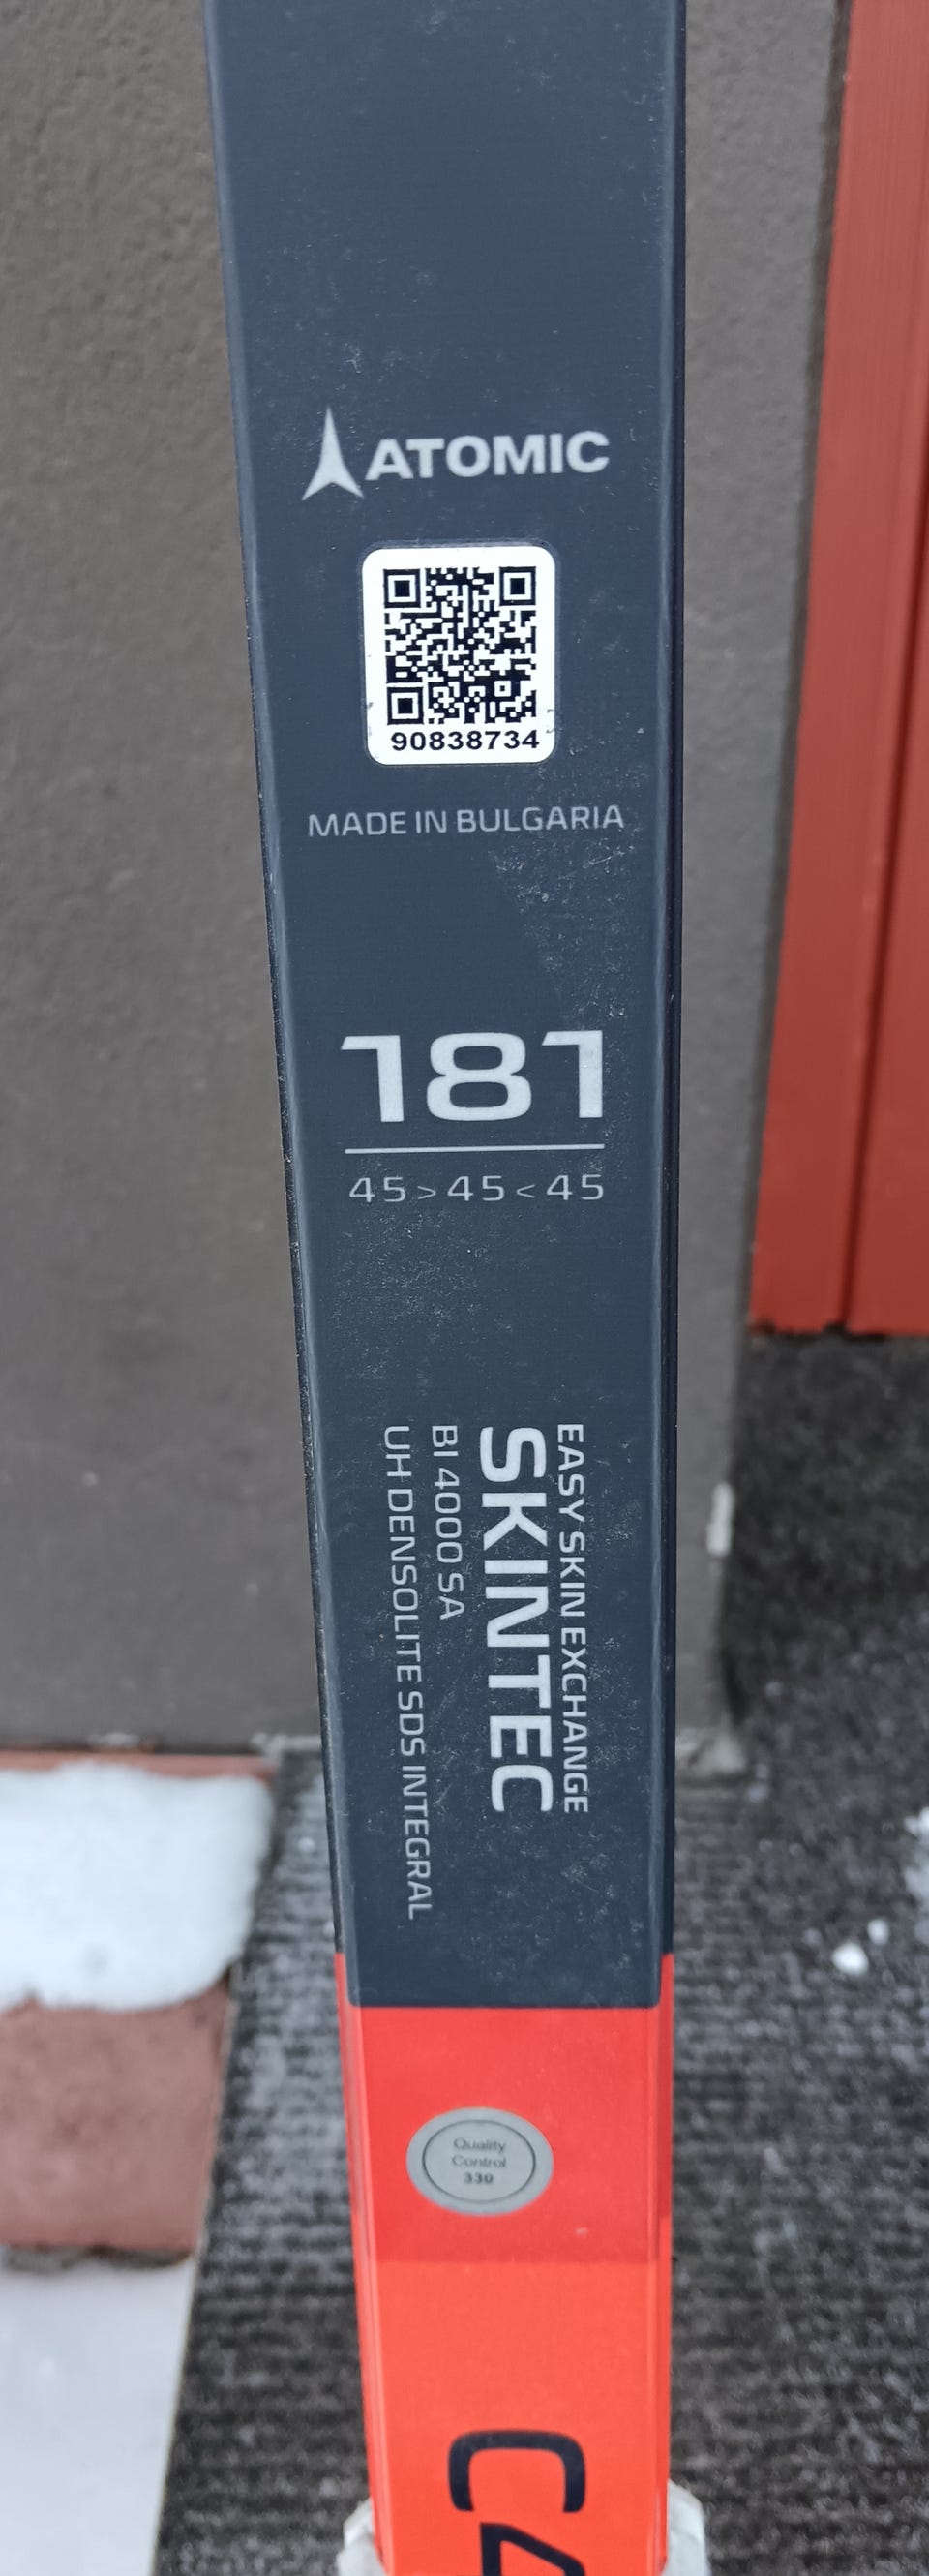 ATOMIC
90838734
MADE IN BULGARIA
181
45>45<45
EASY SKIN EXCHANGE
SKINTEC
BI 4000 SA
UH DENSOLITE SDS INTEGRAL
Quality
Control
330
C4